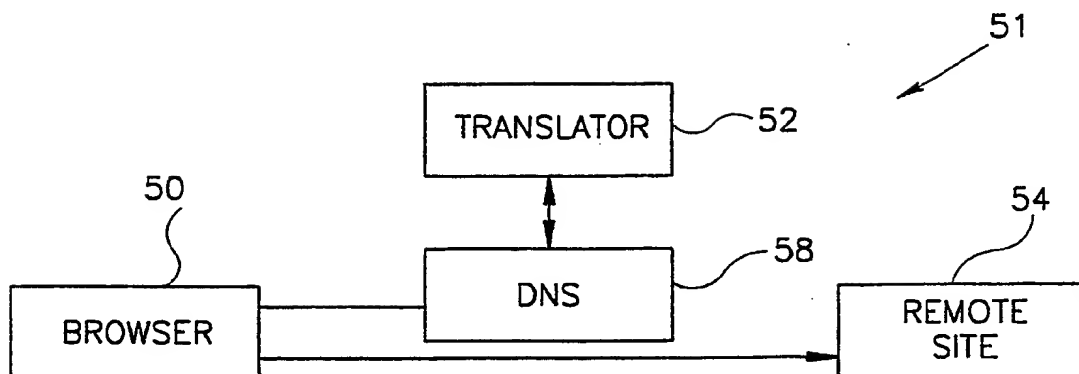 51
TRANSLATOR
52
50
54
58
DNS
BROWSER
REMOTE
SITE